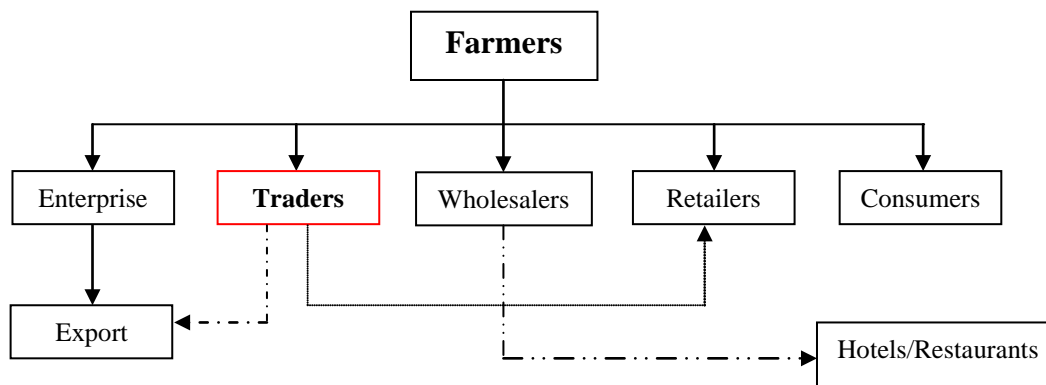 Farmers
Enterprise
Traders
Wholesalers
Retailers
Consumers
Export
Hotels/Restaurants